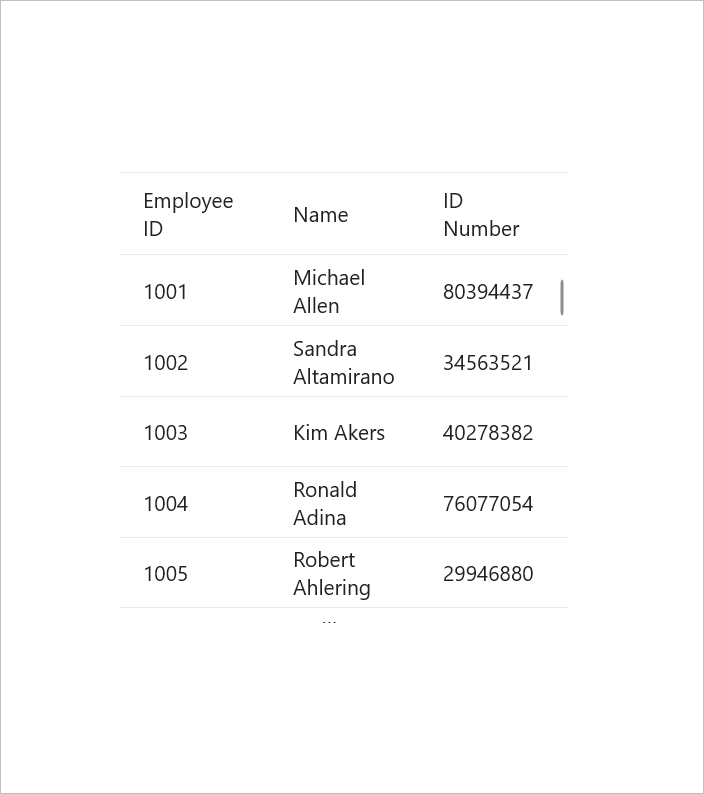 Employee ID Name ID Number
1001 Michael Allen 80394437
1002 Sandra Altamirano 34563521
1003 Kim Akers 40278382
1004 Ronald Adina 76077054
1005 Robert Ahlering 29946880